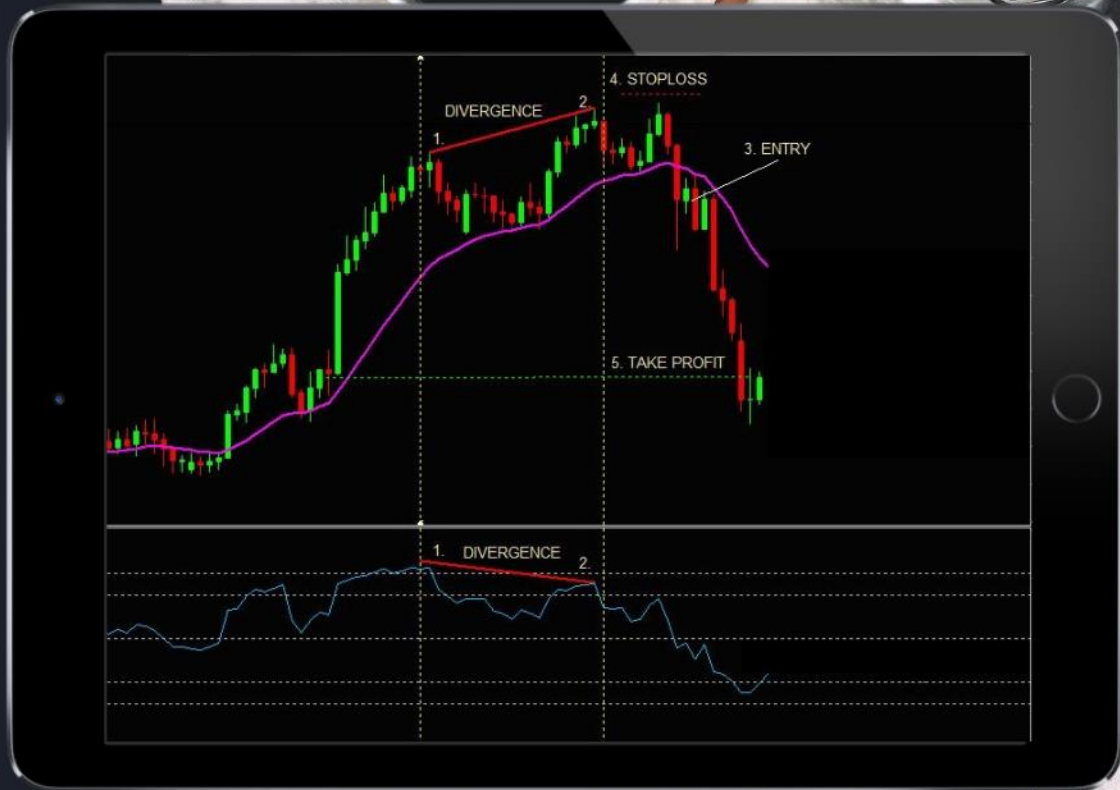 4. STOPLOSS
DIVERGENCE
2.
1.
3. ENTRY
5. TAKE PROFIT
1. DIVERGENCE
2.